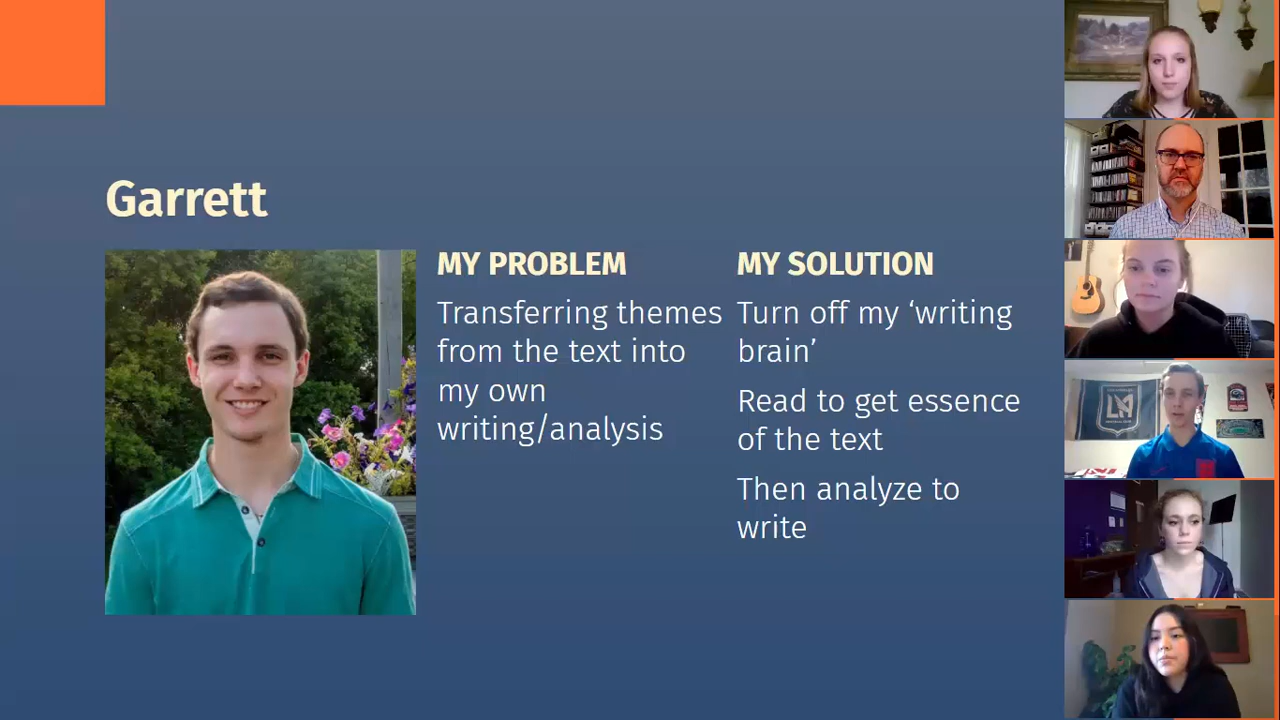 Garrett
MY PROBLEM
Transferring themes
from the text into
my own
writing/analysis
MY SOLUTION
Turn off my ‘writing
brain’
Read to get essence
of the text
Then analyze to
write